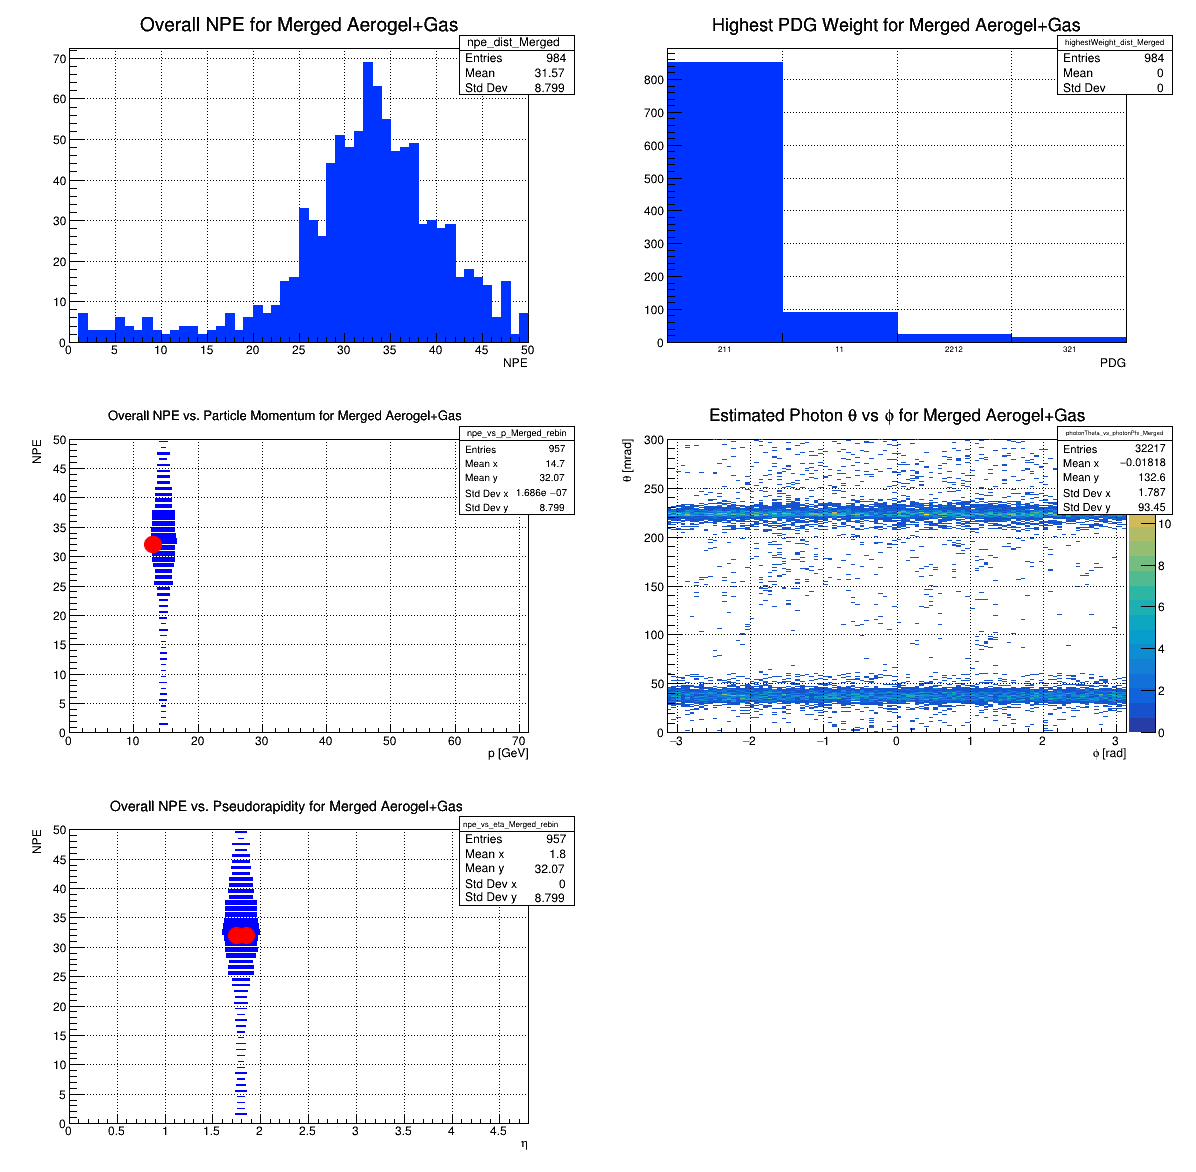 Overall NPE for Merged Aerogel+Gas
npe_dist_Merged
Entries 984
Mean 31.57
Std Dev 8.799
70
60
50
40
30
20
10
0
0 5 10 15 20 25 30 35 40 45 50
NPE
Highest PDG Weight for Merged Aerogel+Gas
highestWeight_dist_Merged
Entries 984
Mean 0
Std Dev 0
800
700
600
500
400
300
200
100
0
211 11 2212 321
PDG
Overall NPE vs. Particle Momentum for Merged Aerogel+Gas
NPE
npe_vs_p_Merged_rebin
Entries 957
Mean x 14.7
Mean y 32.07
Std Dev x 1.686e −07
Std Dev y 8.799
50
45
40
35
30
25
20
15
10
5
0
0 10 20 30 40 50 60 70
p [GeV]
Estimated Photon θ vs ϕ for Merged Aerogel+Gas
θ [mrad]
photonTheta_vs_photonPhi_Merged
Entries 32217
Mean x −0.01818
Mean y 132.6
Std Dev x 1.787
Std Dev y 93.45
300
250
200
150
100
50
0
−3 −2 −1 0 1 2 3
ϕ [rad]
10
8
6
4
2
0
Overall NPE vs. Pseudorapidity for Merged Aerogel+Gas
NPE
npe_vs_eta_Merged_rebin
Entries 957
Mean x 1.8
Mean y 32.07
Std Dev x 0
Std Dev y 8.799
50
45
40
35
30
25
20
15
10
5
0
0 0.5 1 1.5 2 2.5 3 3.5 4 4.5
η